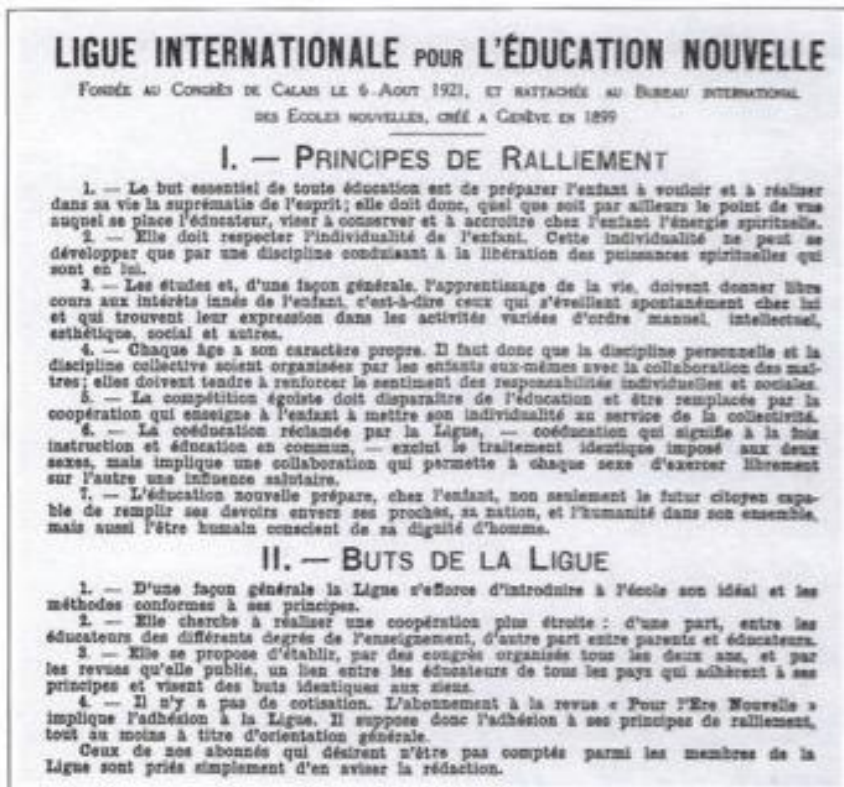 LIGUE INTERNATIONALE POUR L'ÉDUCATION NOUVELLE
FONDÉE AU CONGRÈS DE CALAIS LE 6 AOUT 1921, ET RATTACHÉE AU BUREAU INTERNATIONAL
DES ECOLES NOUVELLES, CRÉÉ A GENÈVE EN 1899
I. — PRINCIPES DE RALLIEMENT
1. — Le but essentiel de toute éducation est de préparer l'enfant à vouloir et à réaliser
dans sa vie la suprématie de l'esprit; elle doit donc, quel que soit par ailleurs le point de vue
auquel se place l'éducateur, viser à conserver et à accroître chez l'enfant l'énergie spirituelle.
2. — Elle doit respecter l'individualité de l'enfant. Cette individualité ne peut se
développer que par une discipline conduisant à la libération des puissances spirituelles qui
sont en lui.
3. — Les études et, d'une façon générale, l'apprentissage de la vie, doivent donner libre
cours aux intérêts innés de l'enfant, c'est-à-dire ceux qui s'éveillent spontanément chez lui
et qui trouvent leur expression dans les activités variées d'ordre manuel, intellectuel,
esthétique, social et autres.
4. — Chaque âge a son caractère propre. Il faut donc que la discipline personnelle et la
discipline collective soient organisées par les enfants eux-mêmes avec la collaboration des maî-
tres; elles doivent tendre à renforcer le sentiment des responsabilités individuelles et sociales.
5. — La compétition égoïste doit disparaître de l'éducation et être remplacée par la
coopération qui enseigne à l'enfant à mettre son individualité au service de la collectivité.
6. — La coéducation réclamée par la Ligue, — coéducation qui signifie à la fois
instruction et éducation en commun, — exclut le traitement identique imposé aux deux
sexes, mais implique une collaboration qui permette à chaque sexe d'exercer librement
sur l'autre une influence salutaire.
7. — L'éducation nouvelle prépare, chez l'enfant, non seulement le futur citoyen capa-
ble de remplir ses devoirs envers ses proches, sa nation, et l'humanité dans son ensemble,
mais aussi l'être humain conscient de sa dignité d'homme.
II. — BUTS DE LA LIGUE
1. — D'une façon générale la Ligue s'efforce d'introduire à l'école son idéal et les
méthodes conformes à ses principes.
2. — Elle cherche à réaliser une coopération plus étroite : d'une part, entre les
éducateurs des différents degrés de l'enseignement, d'autre part entre parents et éducateurs.
3. — Elle se propose d'établir, par des congrès organisés tous les deux ans, et par
les revues qu'elle publie, un lien entre les éducateurs de tous les pays qui adhèrent à ses
principes et visent des buts identiques aux siens.
4. — Il n'y a pas de cotisation. L'abonnement à la revue « Pour l'Ere Nouvelle »
implique l'adhésion à la Ligue. Il suppose donc l'adhésion à ses principes de ralliement,
tout au moins à titre d'orientation générale.
Ceux de nos abonnés qui désirent n'être pas comptés parmi les membres de la
Ligue sont priés simplement d'en aviser la rédaction.